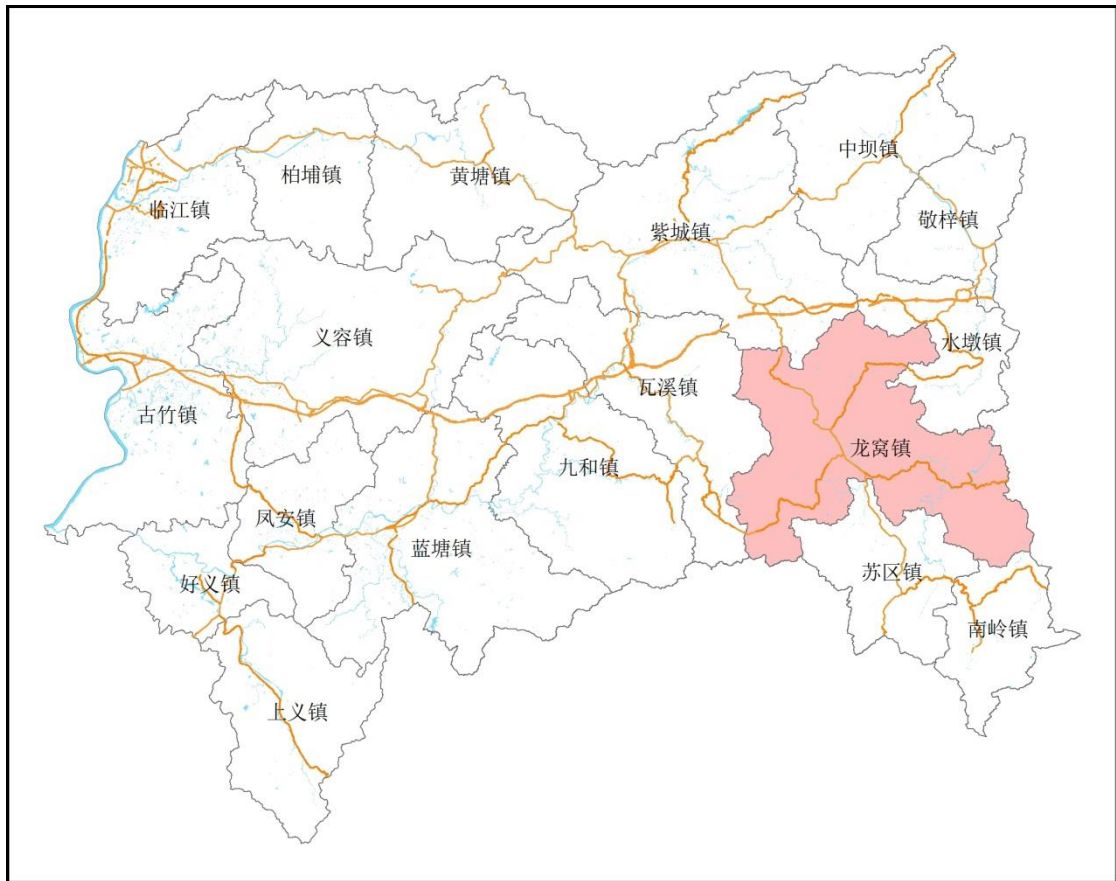 中坝镇
柏埔镇
黄塘镇
临江镇
紫城镇
敬梓镇
义容镇
水墩镇
瓦溪镇
古竹镇
龙窝镇
九和镇
凤安镇
蓝塘镇
好义镇
苏区镇
南岭镇
上义镇